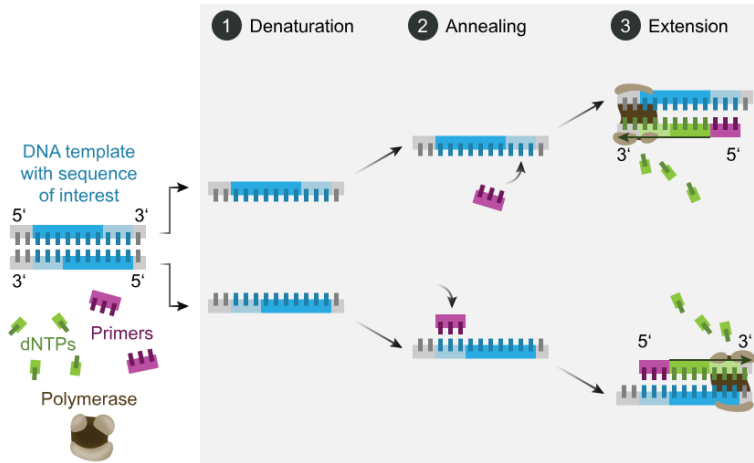 1 Denaturation
2 Annealing
3 Extension
DNA template
with sequence
of interest
5‘ 3‘
3‘ 5‘
Primers
dNTPs
Polymerase
3‘ 5‘
5‘ 3‘